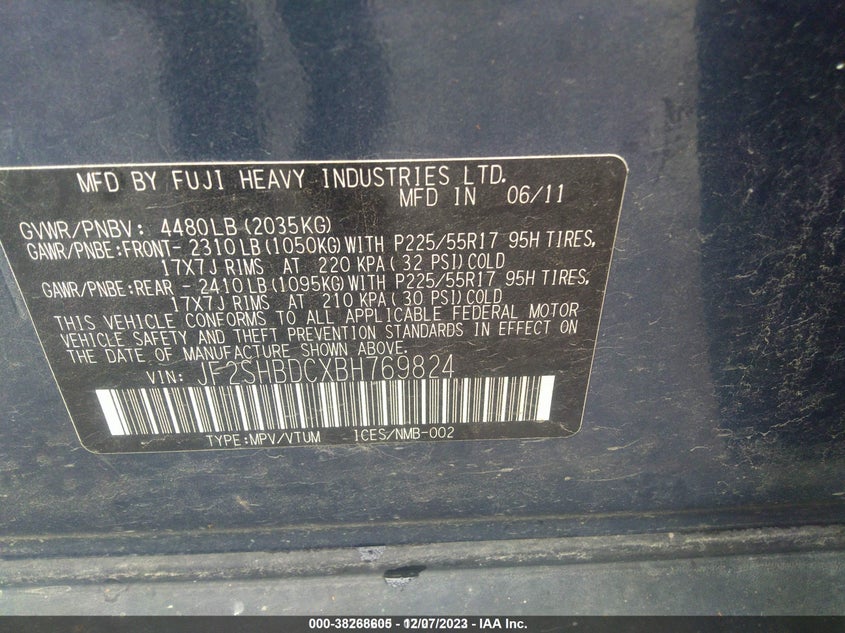 MFD BY FUJI HEAVY INDUSTRIES LTD.
MFD IN 06/11
GVWR/PNBV: 4480LB(2035KG)
GAWR/PNBE:FRONT- 2310LB(1050KG)WITH P225/55R17 95H TIRES,
17X7J RIMS AT 220 KPA(32 PSI)COLD
GAWR/PNBE:REAR - 2410LB(1095KG)WITH P225/55R17 95H TIRES,
17X7J RIMS AT 210 KPA(30 PSI)COLD
THIS VEHICLE CONFORMS TO ALL APPLICABLE FEDERAL MOTOR
VEHICLE SAFETY AND THEFT PREVENTION STANDARDS IN EFFECT ON
THE DATE OF MANUFACTURE SHOWN ABOVE.
VIN: JF2SHBDCXBH769824
TYPE:MPV/VTUM ICES/NMB-002
000-38268605 - 12/07/2023 - IAA Inc.